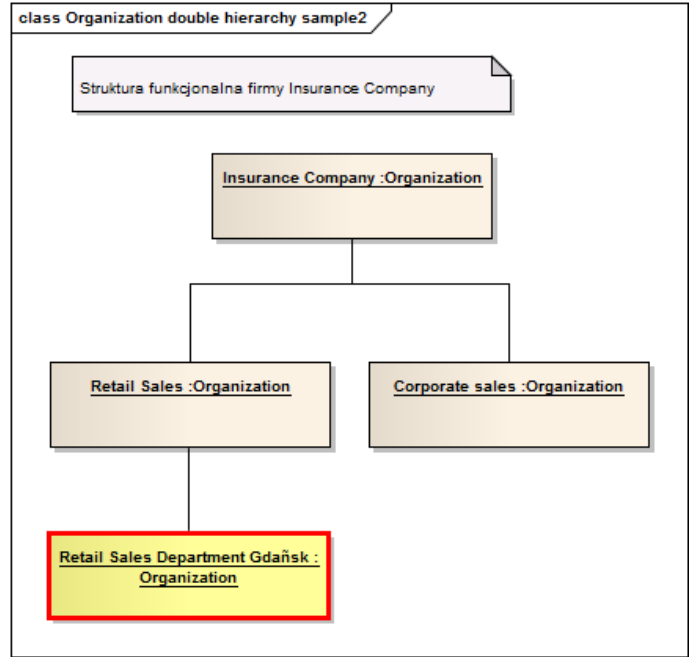 class Organization double hierarchy sample2
Struktura funkcjonalna firmy Insurance Company
Insurance Company :Organization
Retail Sales :Organization
Corporate sales :Organization
Retail Sales Department Gdañsk :
Organization